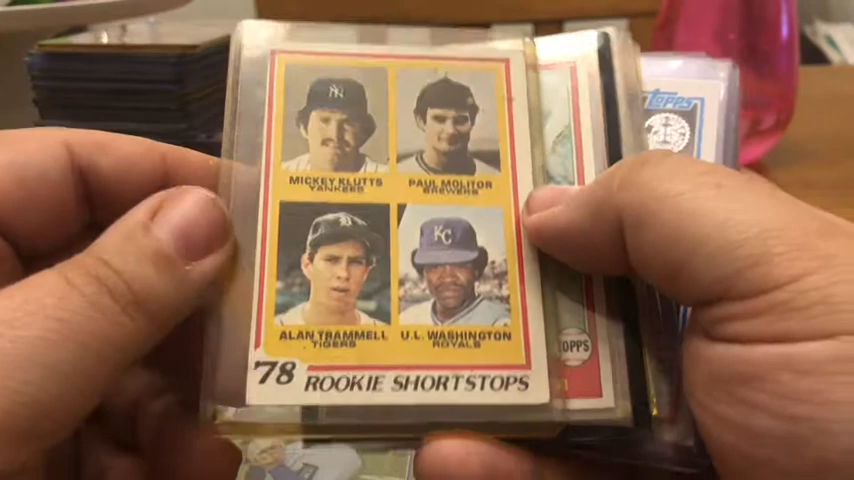 MICKEY KLUTTS
YANKEES
PAUL MOLITOR
BREWERS
ALAN TRAMMELL
TIGERS
U.L. WASHINGTON
ROYALS
'78 ROOKIE SHORTSTOPS
topps
topps